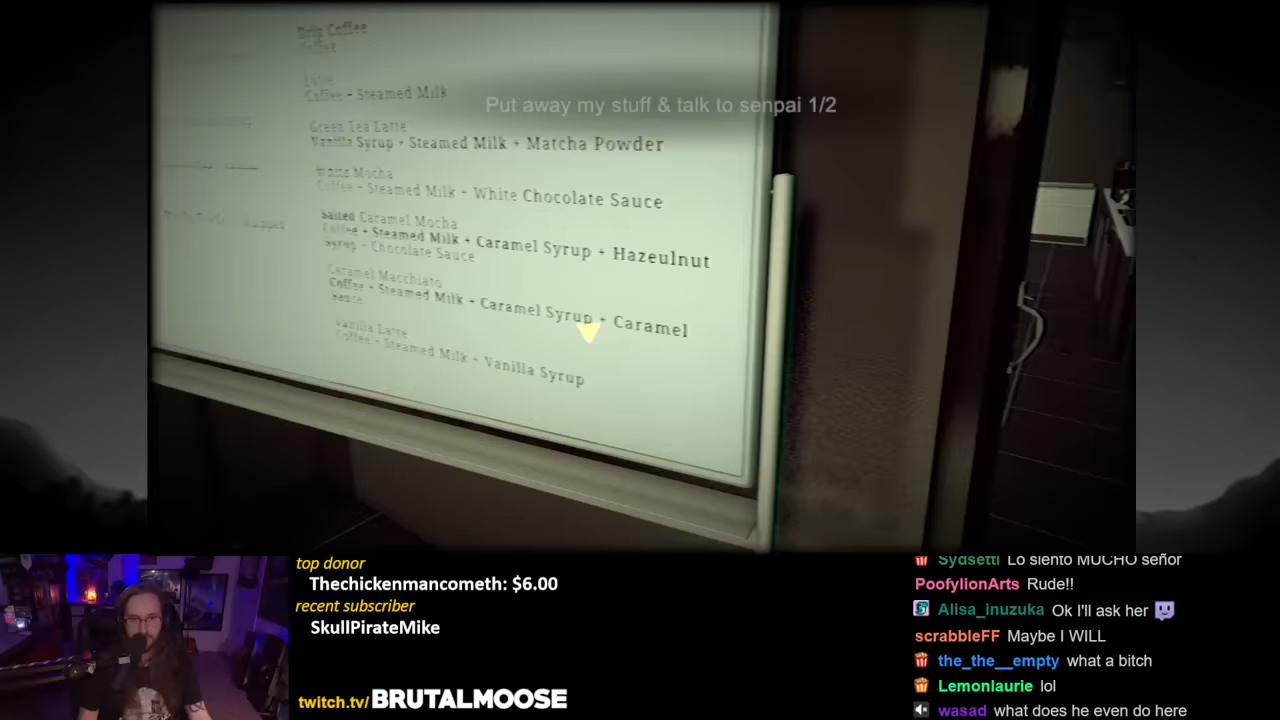 Drip Coffee
Coffee
Latte
Coffee - Steamed Milk
Put away my stuff & talk to senpai 1/2
Green Tea Latte
Vanilla Syrup + Steamed Milk + Matcha Powder
White Mocha
Coffee - Steamed Milk + White Chocolate Sauce
Salted Caramel Mocha
Coffee + Steamed Milk + Caramel Syrup + Hazeulnut
Syrup - Chocolate Sauce
Caramel Macchiato
Coffee + Steamed Milk + Caramel Syrup + Caramel
Sauce
Vanilla Latte
Coffee - Steamed Milk + Vanilla Syrup
top donor
Thechickenmancometh: $6.00
recent subscriber
SkullPirateMike
twitch.tv/BRUTALMOOSE
Sydsetti Lo siento MUCHO señor
PoofylionArts Rude!!
Alisa_inuzuka Ok I'll ask her
scrabbleFF Maybe I WILL
the_the__empty what a bitch
Lemonlaurie lol
wasad what does he even do here